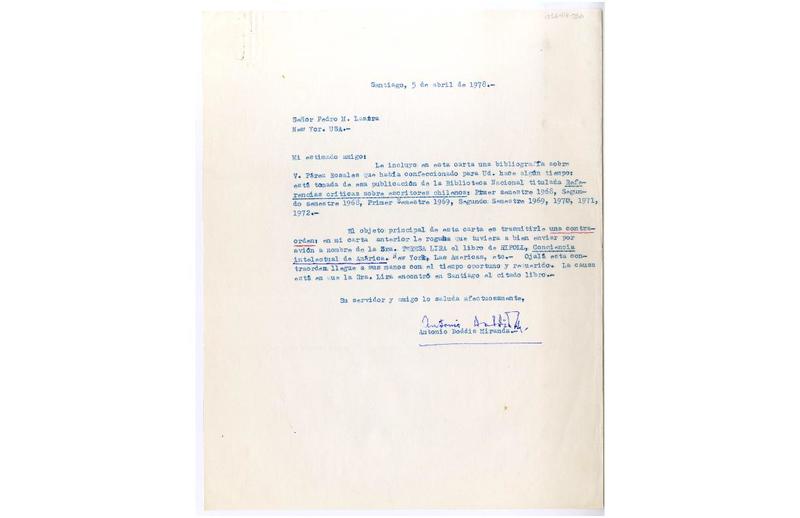 Santiago, 5 de abril de 1978.-
Señor Pedro M. Lastra
New Yor. USA.-
Mi estimado amigo:
Le incluyo en esta carta una bibliografía sobre
V. Pérez Rosales que había confeccionado para Ud. hace algún tiempo;
está tomada de esa publicación de la Biblioteca Nacional titulada Refe-
rencias críticas sobre escritores chilenos: Primer semestre 1968, Segun-
do semestre 1968, Primer Semestre 1969, Segundo Semestre 1969, 1970, 1971,
1972.-
El objeto principal de esta carta es trasmitirle una contra-
orden: en mi carta anterior le rogaba que tuviera a bien enviar por
avión a nombre de la Sra. TERESA LIRA el libro de RIPOLL, Conciencia
intelectual de América. New York, Las Americas, etc.- Ojalá esta con-
traorden llegue a sus manos con el tiempo oportuno y requerido. La causa
está en que la Sra. Lira encontró en Santiago el citado libro.-
Su servidor y amigo lo saluda afectuosamente,
Antonio Doddis M.
Antonio Doddis Miranda.